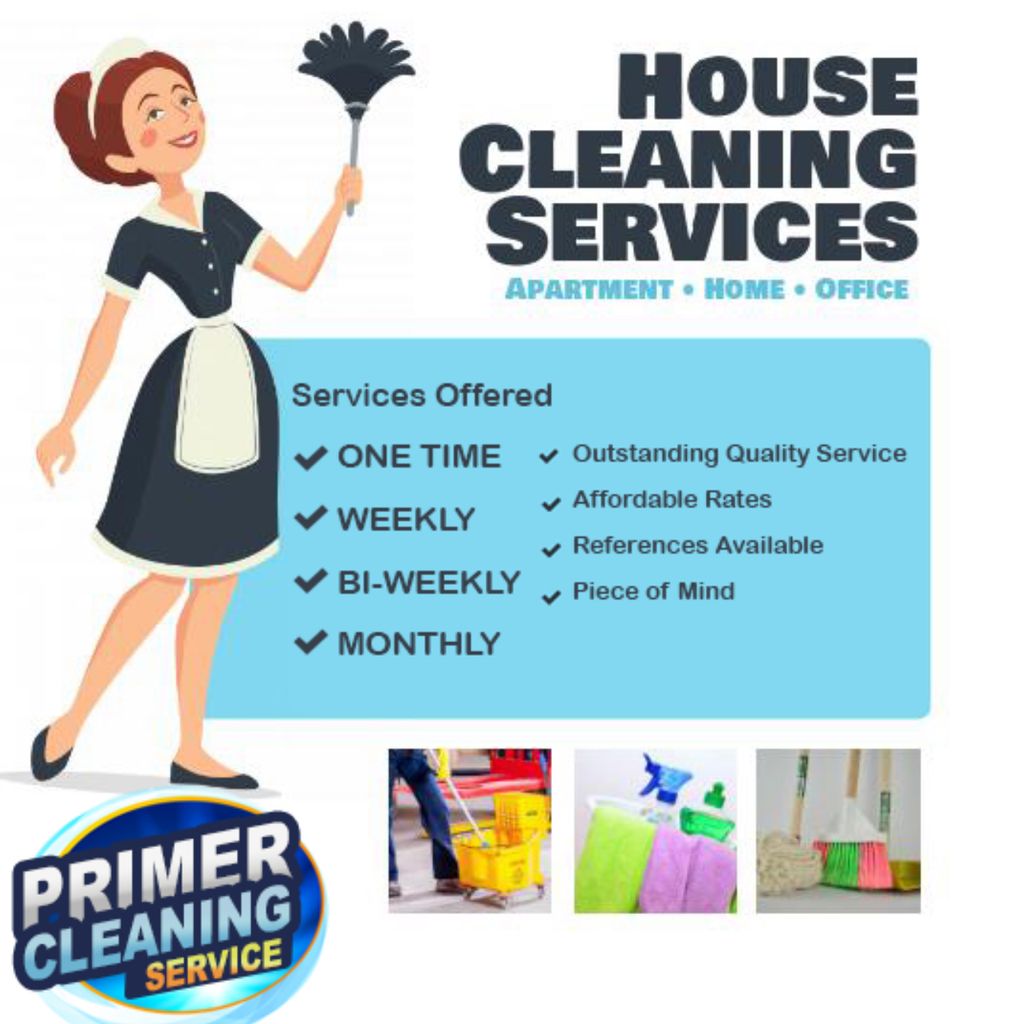 HOUSE
CLEANING
SERVICES
APARTMENT • HOME • OFFICE
Services Offered
ONE TIME
WEEKLY
BI-WEEKLY
MONTHLY
Outstanding Quality Service
Affordable Rates
References Available
Piece of Mind
PRIMER
CLEANING
SERVICE